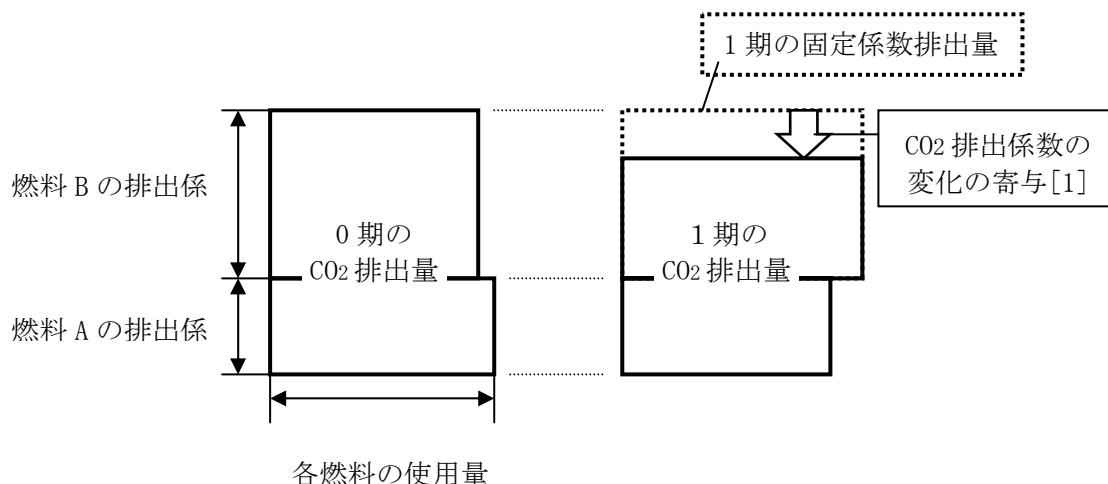 1期の固定係数排出量
CO2排出係数の
変化の寄与[1]
燃料Bの排出係
0期の
CO2排出量
1期の
CO2排出量
燃料Aの排出係
各燃料の使用量